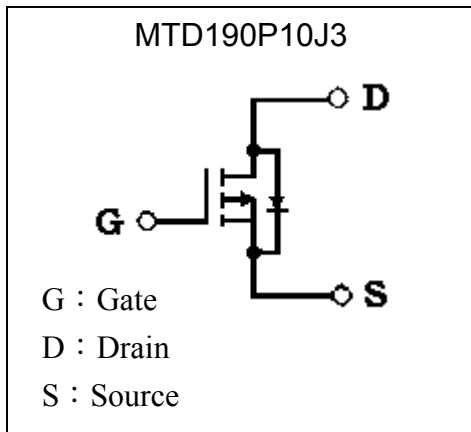 MTD190P10J3
D
G
S
G：Gate
D：Drain
S：Source